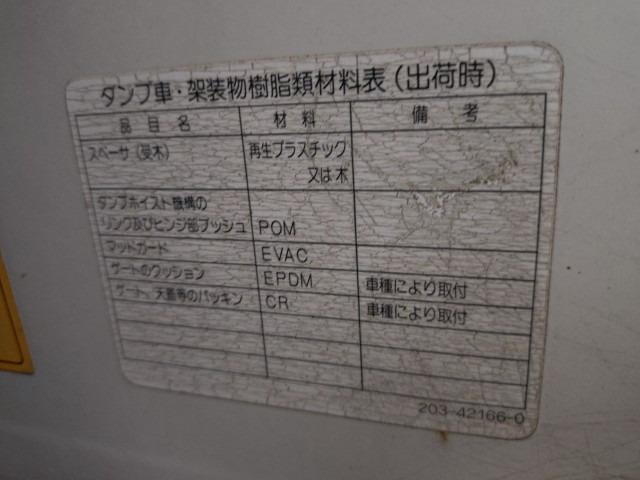 ダンプ車・架装物樹脂類材料表（出荷時）
品目名 材料 備考
スペーサ（受木） 再生プラスチック
又は木
ダンプホイスト機構の
リンク及びヒンジ部ブッシュ POM
マッドガード EVAC
ゲートのクッション EPDM 車種により取付
ゲート、天蓋等のパッキン CR 車種により取付
203-42166-0